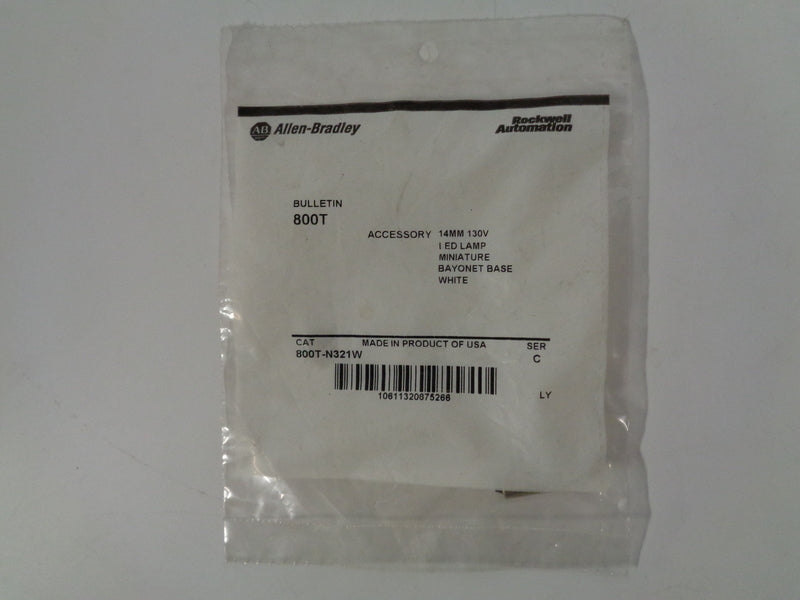 AB Allen-Bradley
Rockwell
Automation
BULLETIN
800T
ACCESSORY 14MM 130V
LED LAMP
MINIATURE
BAYONET BASE
WHITE
CAT MADE IN PRODUCT OF USA SER
800T-N321W C
10611320875266
LY